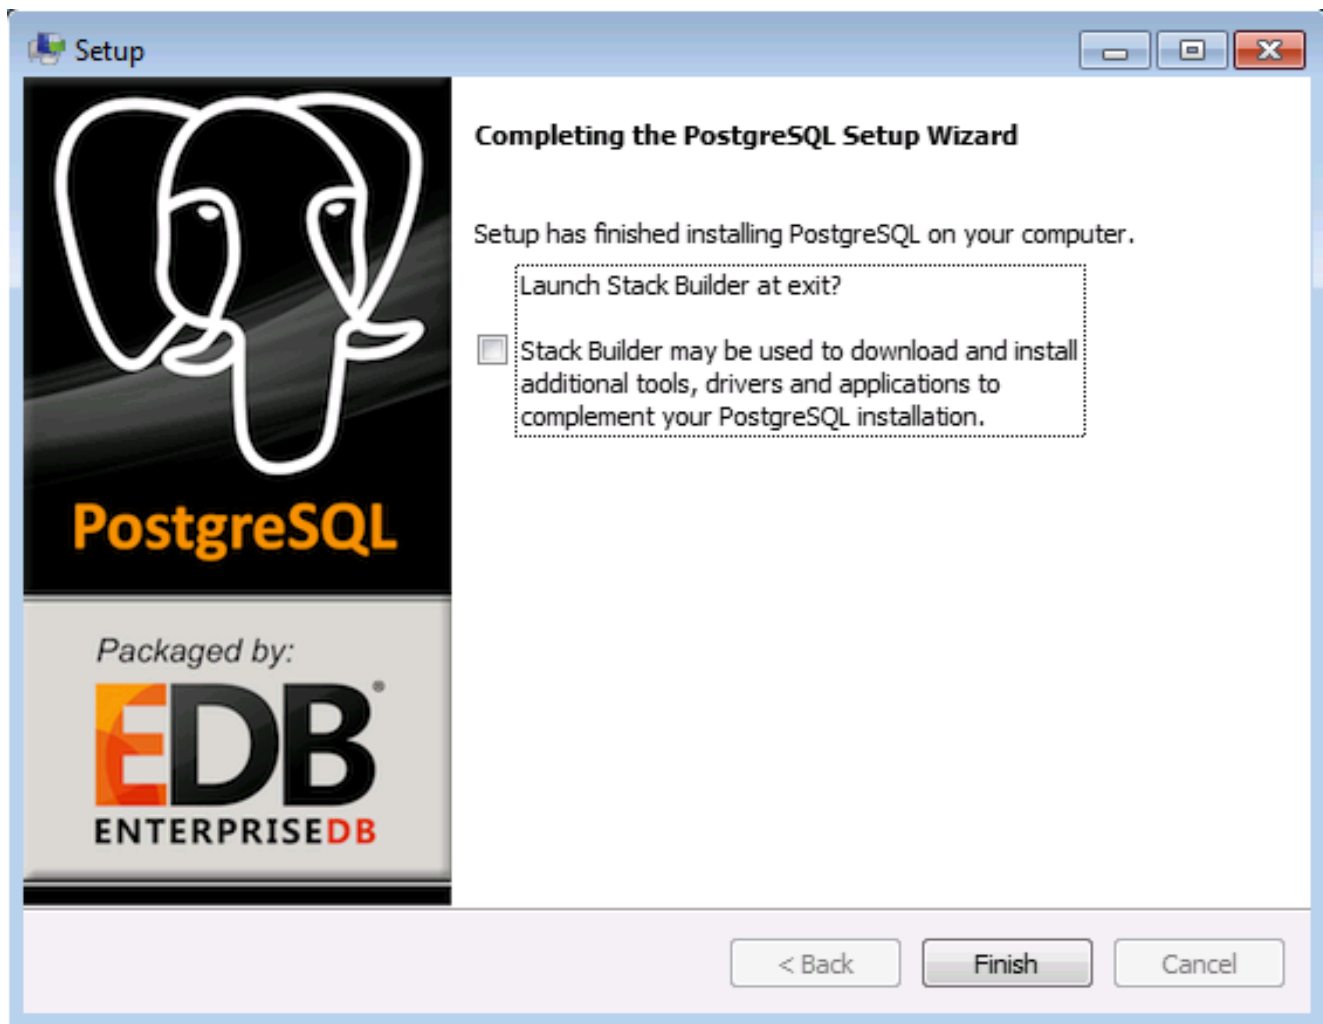 Setup
Completing the PostgreSQL Setup Wizard
Setup has finished installing PostgreSQL on your computer.
Launch Stack Builder at exit?
Stack Builder may be used to download and install
additional tools, drivers and applications to
complement your PostgreSQL installation.
PostgreSQL
Packaged by:
EDB®
ENTERPRISEDB
< Back
Finish
Cancel